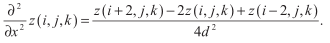 ∂²/∂x² z(i, j, k) = (z(i+2, j, k) − 2z(i, j, k) + z(i−2, j, k)) / 4d² .